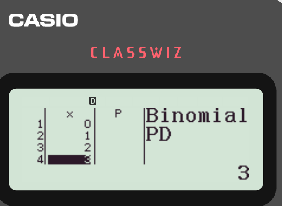 CASIO
CLASSWIZ
D
x P
1 0
2 1
3 2
4 3
Binomial
PD
3